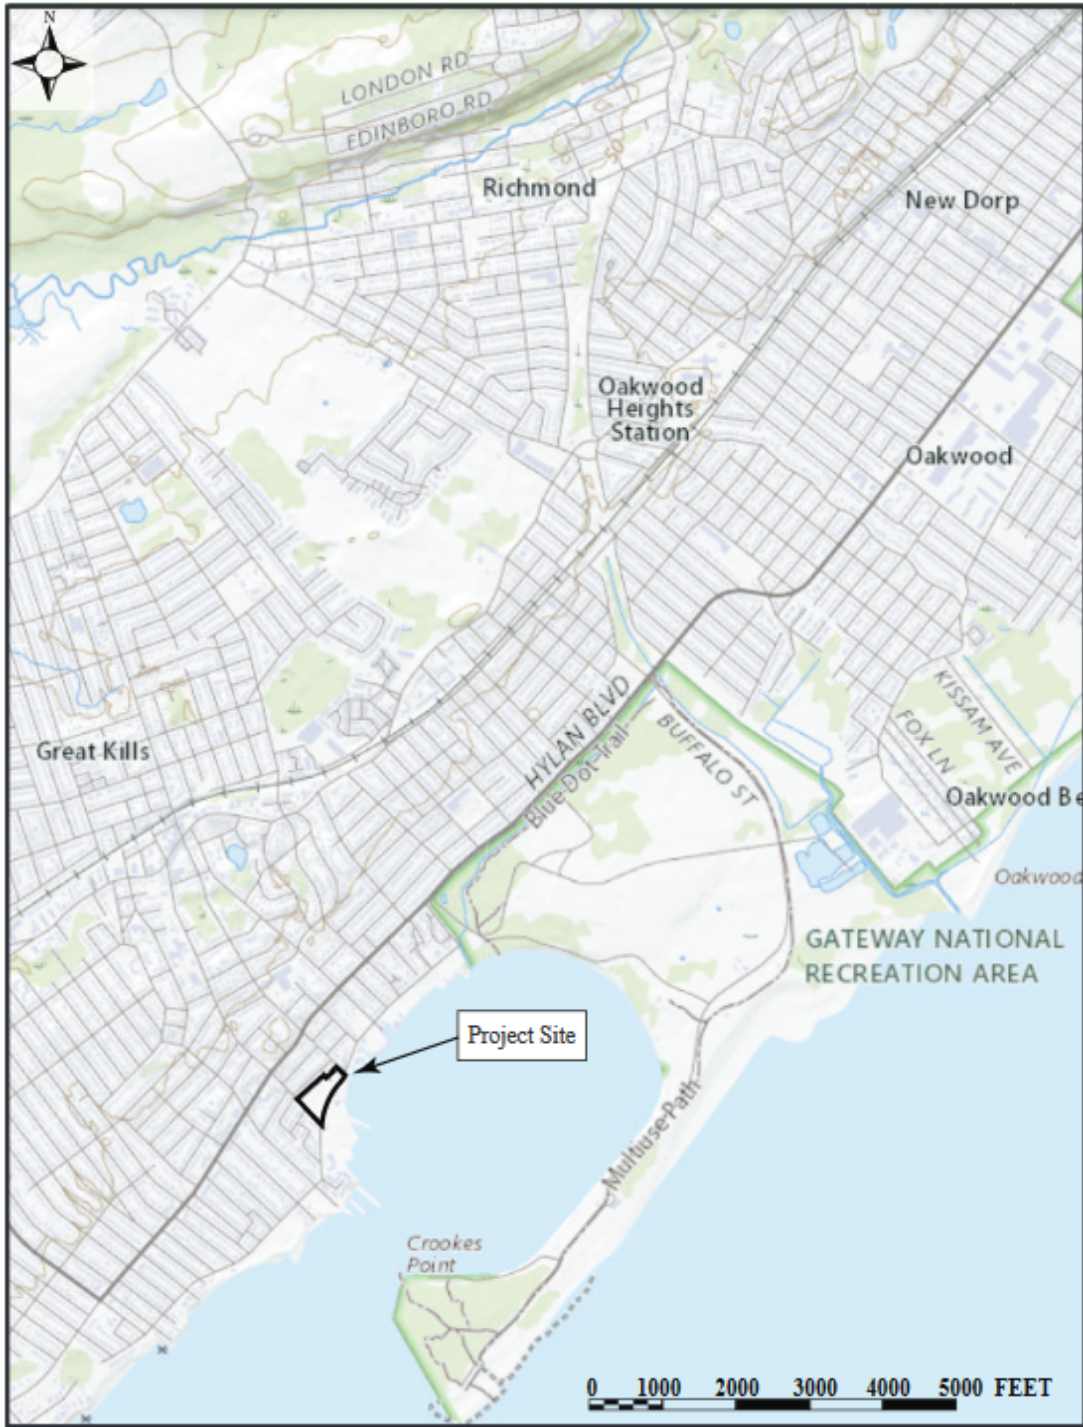 N
LONDON RD
EDINBORO RD
50
Richmond
New Dorp
Oakwood
Heights
Station
Oakwood
Great Kills
HYLAN BLVD
Blue Dot Trail
BUFFALO ST
KISSAM AVE
FOX LN
Oakwood Be
Oakwood
GATEWAY NATIONAL
RECREATION AREA
Project Site
Multiuse Path
Crookes
Point
0 1000 2000 3000 4000 5000 FEET